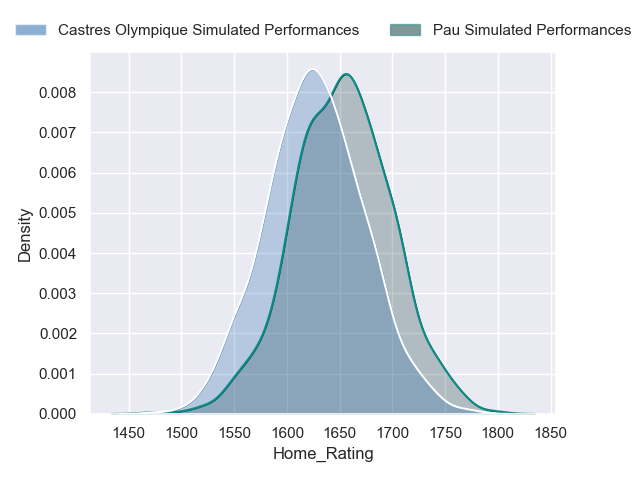 Castres Olympique Simulated Performances Pau Simulated Performances
0.008
0.007
0.006
0.005
0.004
0.003
0.002
0.001
0.000
Density
1450 1500 1550 1600 1650 1700 1750 1800 1850
Home_Rating